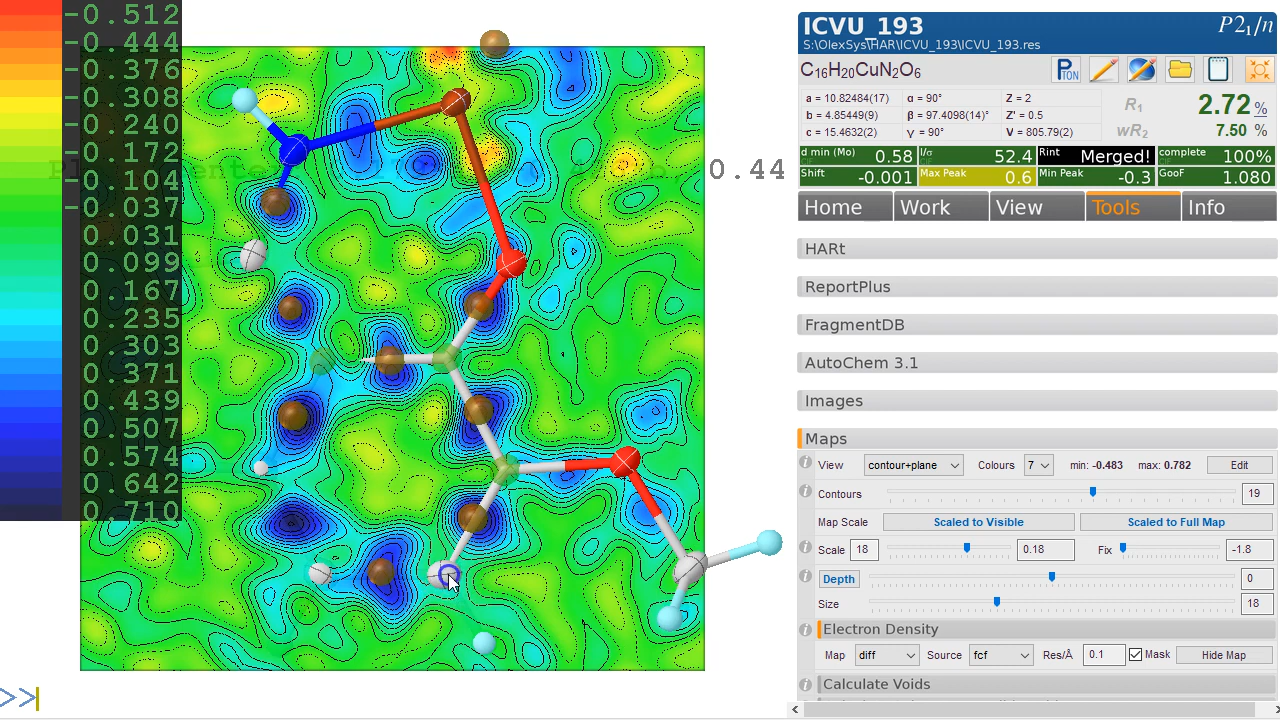 -0.512
-0.444
-0.376
-0.308
-0.240
-0.172
-0.104
-0.037
0.031
0.099
0.167
0.235
0.303
0.371
0.439
0.507
0.574
0.642
0.710
0.44
>>
ICVU_193
P2₁/n
S:\OlexSys\HAR\ICVU_193\ICVU_193.res
C₁₆H₂₀CuN₂O₆
PTON
a = 10.82484(17) α = 90° Z = 2
b = 4.85449(9) β = 97.4098(14)° Z' = 0.5
c = 15.4632(2) γ = 90° V = 805.79(2)
R₁ 2.72 %
wR₂ 7.50 %
d min (Mo) CIF 0.58 I/σ CIF 52.4 Rint Merged! complete CIF 100%
Shift -0.001 Max Peak 0.6 Min Peak -0.3 GooF 1.080
Home Work View Tools Info
HARt
ReportPlus
FragmentDB
AutoChem 3.1
Images
Maps
View contour+plane Colours 7 min: -0.483 max: 0.782 Edit
Contours 19
Map Scale Scaled to Visible Scaled to Full Map
Scale 18 0.18 Fix -1.8
Depth 0
Size 18
Electron Density
Map diff Source fcf Res/Å 0.1 Mask Hide Map
Calculate Voids